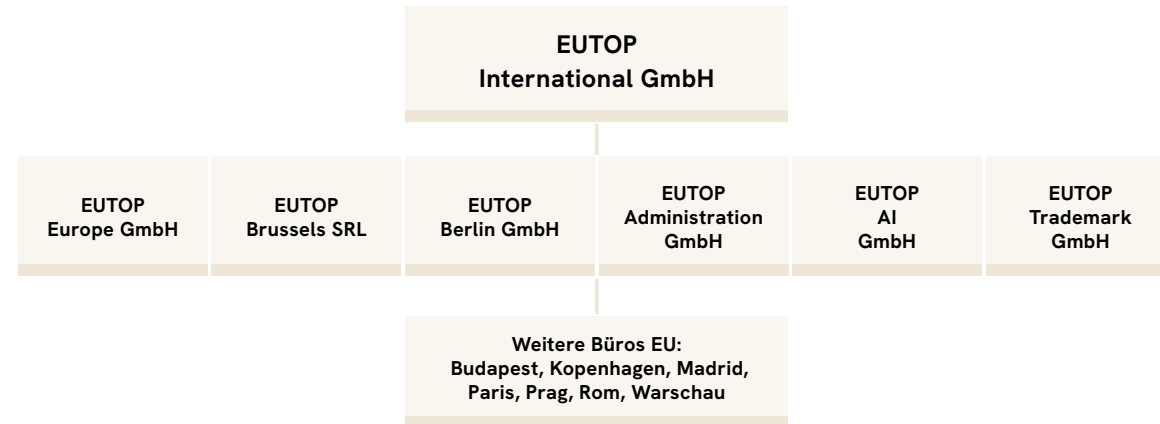 EUTOP
International GmbH
EUTOP
Europe GmbH
EUTOP
Brussels SRL
EUTOP
Berlin GmbH
EUTOP
Administration
GmbH
EUTOP
AI
GmbH
EUTOP
Trademark
GmbH
Weitere Büros EU:
Budapest, Kopenhagen, Madrid,
Paris, Prag, Rom, Warschau